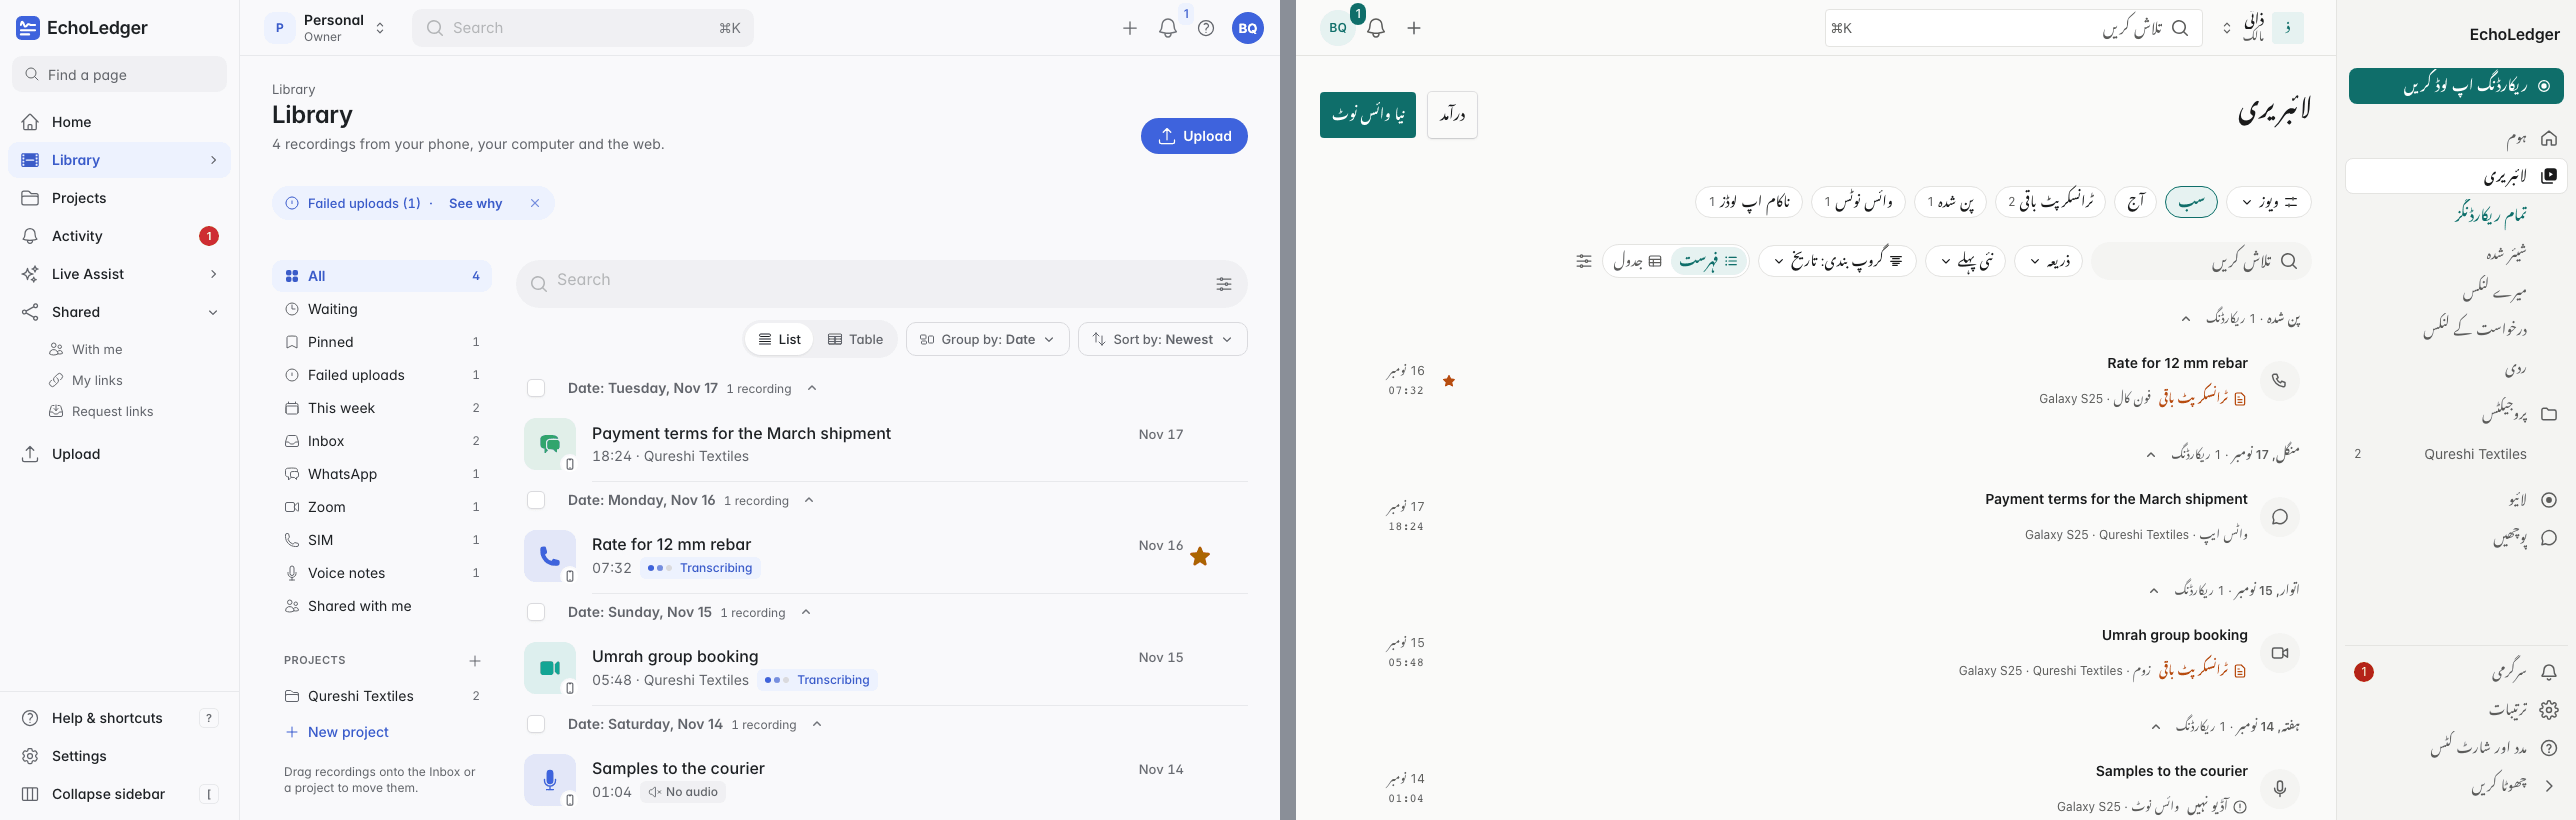 EchoLedger
Find a page
Home
Library
Projects
Activity 1
Live Assist
Shared
With me
My links
Request links
Upload
Help & shortcuts ?
Settings
Collapse sidebar [
P Personal
Owner
Search ⌘K
1
BQ
Library
Library
4 recordings from your phone, your computer and the web.
Upload
Failed uploads (1) · See why
All 4
Waiting
Pinned 1
Failed uploads 1
This week 2
Inbox 2
WhatsApp 1
Zoom 1
SIM 1
Voice notes 1
Shared with me
PROJECTS
Qureshi Textiles 2
New project
Drag recordings onto the Inbox or
a project to move them.
Search
List Table Group by: Date Sort by: Newest
Date: Tuesday, Nov 17 1 recording
Payment terms for the March shipment Nov 17
18:24 · Qureshi Textiles
Date: Monday, Nov 16 1 recording
Rate for 12 mm rebar Nov 16
07:32 Transcribing
Date: Sunday, Nov 15 1 recording
Umrah group booking Nov 15
05:48 · Qureshi Textiles Transcribing
Date: Saturday, Nov 14 1 recording
Samples to the courier Nov 14
01:04 No audio
EchoLedger
ریکارڈنگ اپ لوڈ کریں
ہوم
لائبریری
تمام ریکارڈنگز
شیئر شدہ
میرے لنکس
درخواست کے لنکس
ردی
پروجیکٹس
Qureshi Textiles 2
لائیو
پوچھیں
سرگرمی 1
ترتیبات
مدد اور شارٹ کٹس
چھوٹا کریں
ذ ذاتی
مالک
تلاش کریں ⌘K
1
BQ
لائبریری
درآمد
نیا وائس نوٹ
ویوز
سب
آج
ٹرانسکرپٹ باقی 2
پن شدہ 1
وائس نوٹس 1
ناکام اپ لوڈز 1
تلاش کریں
ذریعہ
نئی پہلے
گروپ بندی: تاریخ
فہرست
جدول
پن شدہ · 1 ریکارڈنگ
Rate for 12 mm rebar
ٹرانسکرپٹ باقی فون کال · Galaxy S25
16 نومبر
07:32
منگل، 17 نومبر · 1 ریکارڈنگ
Payment terms for the March shipment
واٹس ایپ · Galaxy S25 · Qureshi Textiles
17 نومبر
18:24
اتوار، 15 نومبر · 1 ریکارڈنگ
Umrah group booking
ٹرانسکرپٹ باقی زوم · Galaxy S25 · Qureshi Textiles
15 نومبر
05:48
ہفتہ، 14 نومبر · 1 ریکارڈنگ
Samples to the courier
آڈیو نہیں وائس نوٹ · Galaxy S25
14 نومبر
01:04